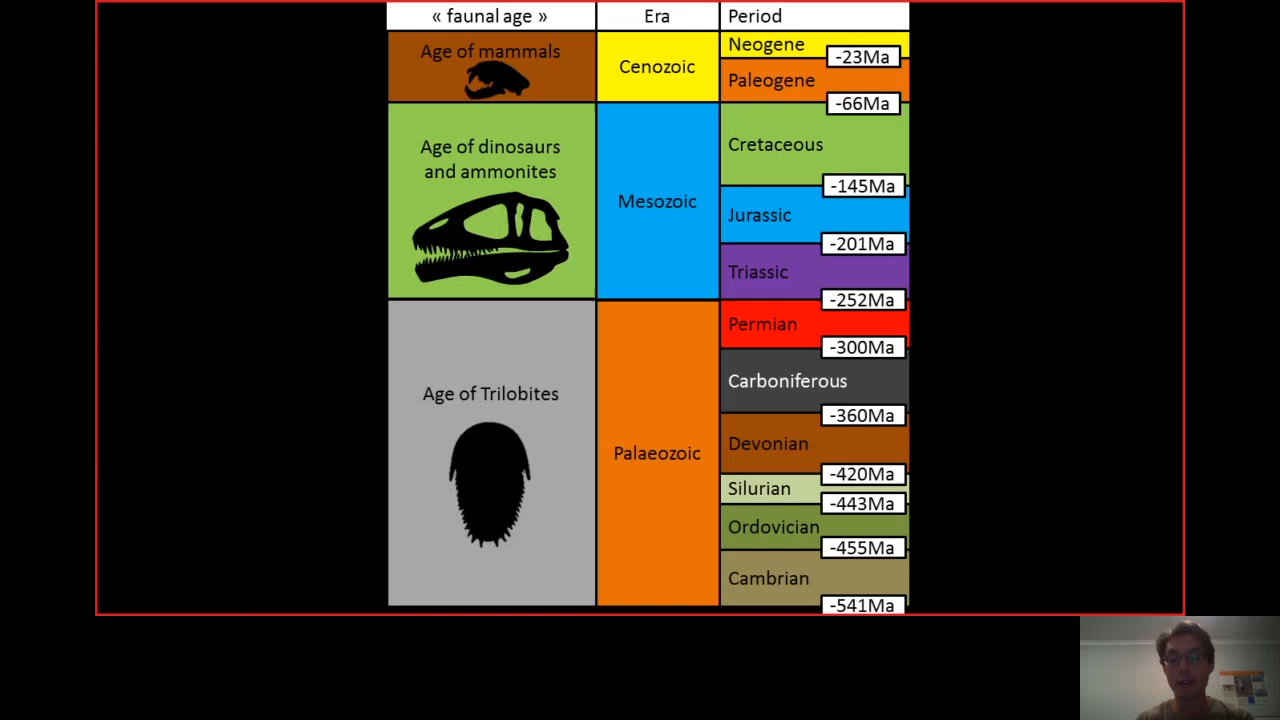 « faunal age »
Era
Period
Age of mammals
Cenozoic
Neogene
-23Ma
Paleogene
-66Ma
Age of dinosaurs
and ammonites
Mesozoic
Cretaceous
-145Ma
Jurassic
-201Ma
Triassic
-252Ma
Age of Trilobites
Palaeozoic
Permian
-300Ma
Carboniferous
-360Ma
Devonian
-420Ma
Silurian
-443Ma
Ordovician
-455Ma
Cambrian
-541Ma